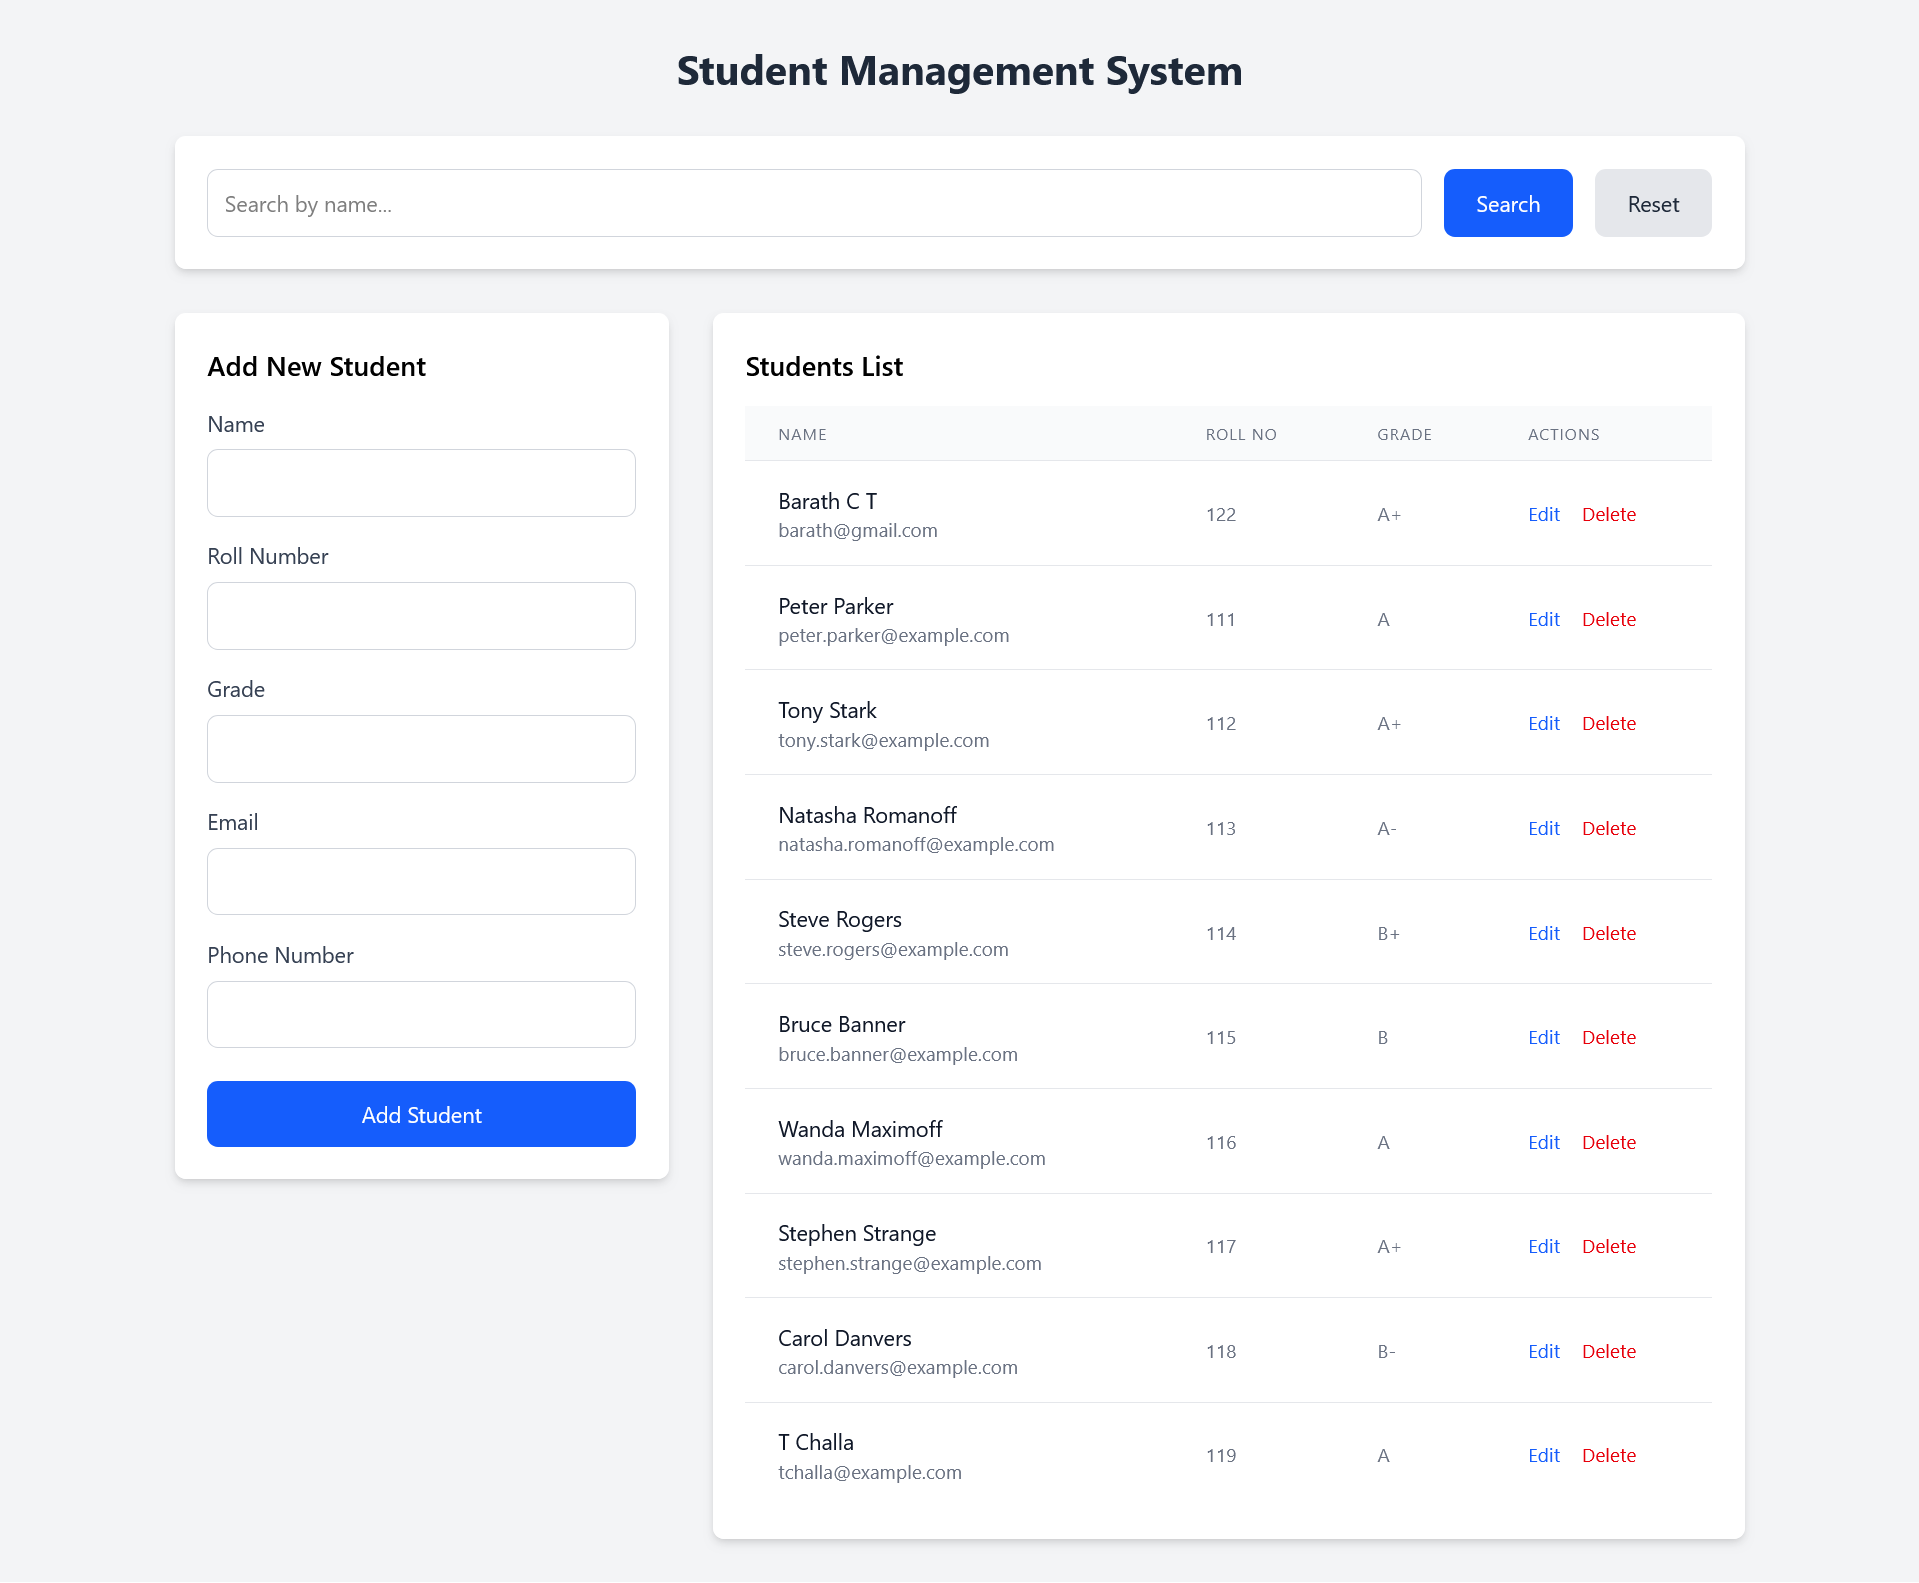 Student Management System
Search by name...
Search
Reset
Add New Student
Name
Roll Number
Grade
Email
Phone Number
Add Student
Students List
NAME ROLL NO GRADE ACTIONS
Barath C T
barath@gmail.com
122 A+ Edit Delete
Peter Parker
peter.parker@example.com
111 A Edit Delete
Tony Stark
tony.stark@example.com
112 A+ Edit Delete
Natasha Romanoff
natasha.romanoff@example.com
113 A- Edit Delete
Steve Rogers
steve.rogers@example.com
114 B+ Edit Delete
Bruce Banner
bruce.banner@example.com
115 B Edit Delete
Wanda Maximoff
wanda.maximoff@example.com
116 A Edit Delete
Stephen Strange
stephen.strange@example.com
117 A+ Edit Delete
Carol Danvers
carol.danvers@example.com
118 B- Edit Delete
T Challa
tchalla@example.com
119 A Edit Delete